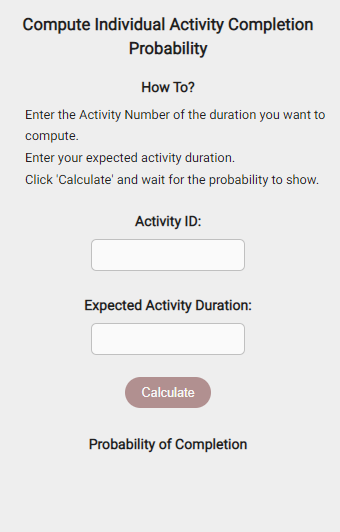 Compute Individual Activity Completion
Probability
How To?
Enter the Activity Number of the duration you want to
compute.
Enter your expected activity duration.
Click 'Calculate' and wait for the probability to show.
Activity ID:
Expected Activity Duration:
Calculate
Probability of Completion